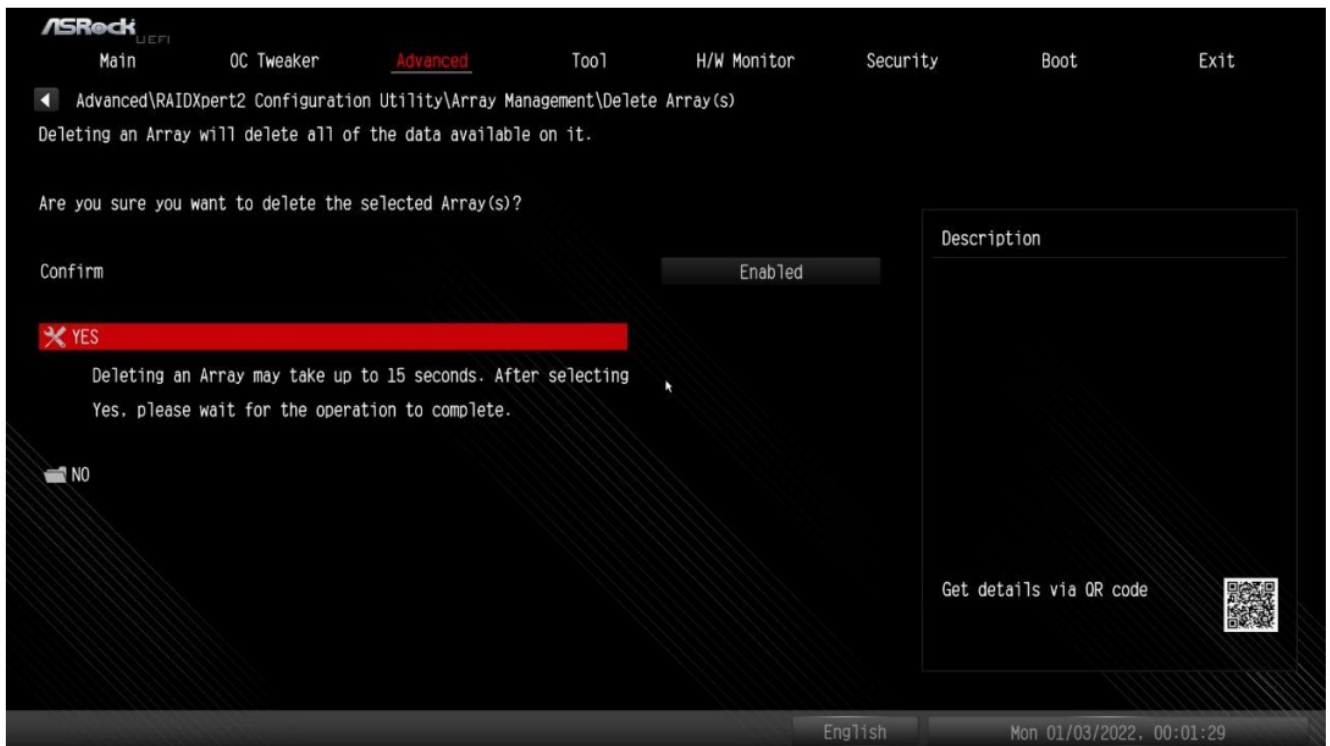 ASRock UEFI
Main OC Tweaker Advanced Tool H/W Monitor Security Boot Exit
Advanced\RAIDXpert2 Configuration Utility\Array Management\Delete Array(s)
Deleting an Array will delete all of the data available on it.
Are you sure you want to delete the selected Array(s)?
Description
Confirm Enabled
YES
Deleting an Array may take up to 15 seconds. After selecting
Yes, please wait for the operation to complete.
NO
Get details via QR code
English Mon 01/03/2022, 00:01:29